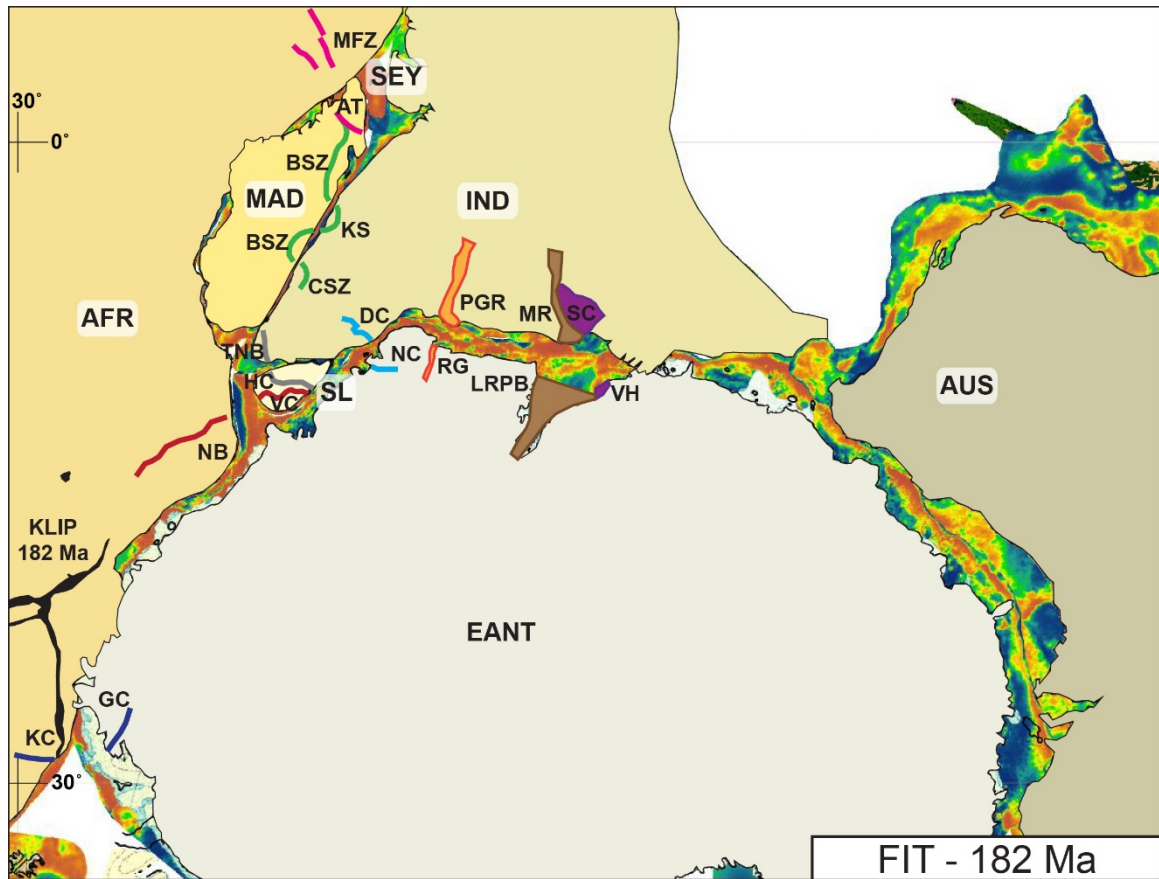 MFZ
SEY
30°
AT
0°
BSZ
MAD
IND
KS
BSZ
CSZ
PGR
MR
SC
AFR
DC
TNB
NC
RG
HC
SL
LRPB
VH
AUS
VC
NB
KLIP
182 Ma
EANT
GC
KC
30°
FIT - 182 Ma